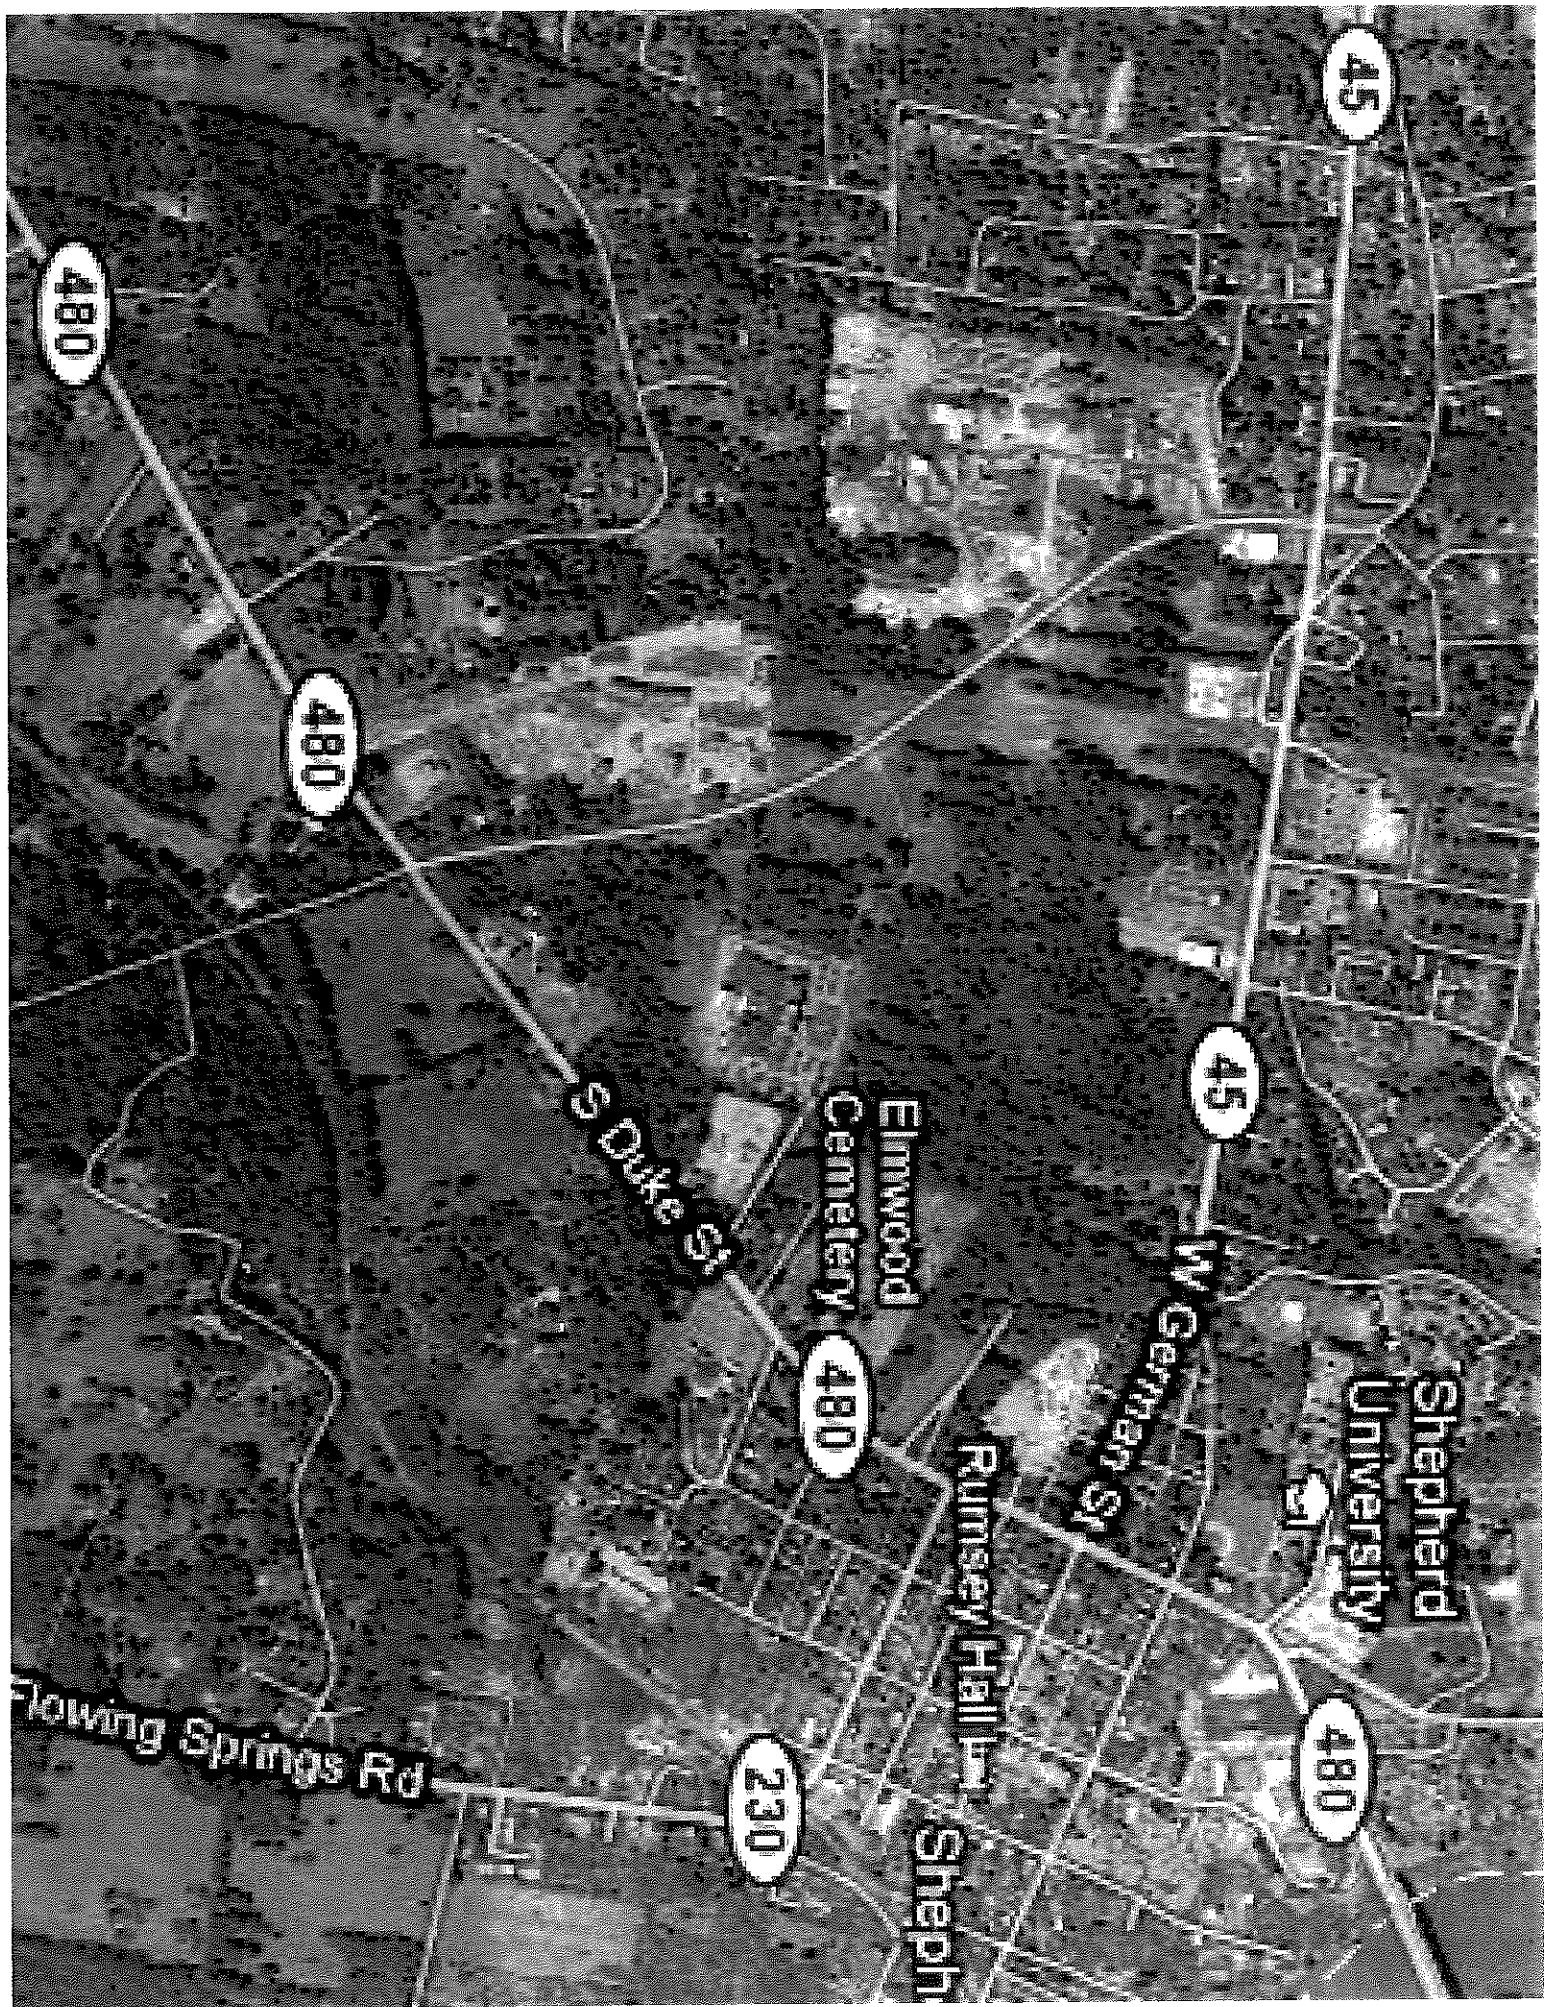 45
480
480
45
Elmwood
Cemetery
S Duke St
480
W German St
Shepherd
University
Rumsey Hall
480
230
Flowing Springs Rd
Sheph